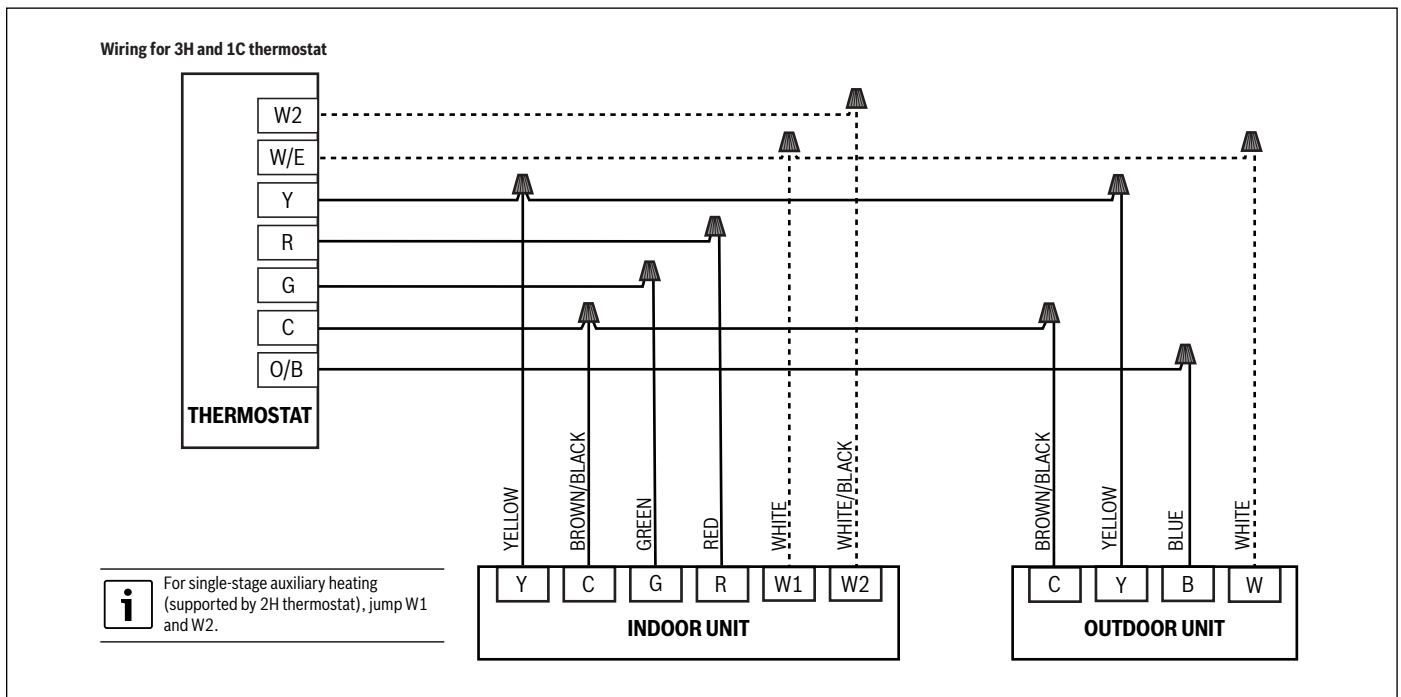 Wiring for 3H and 1C thermostat
W2
W/E
Y
R
G
C
O/B
THERMOSTAT
YELLOW
BROWN/BLACK
GREEN
RED
WHITE
WHITE/BLACK
BROWN/BLACK
YELLOW
BLUE
WHITE
Y C G R W1 W2
INDOOR UNIT
C Y B W
OUTDOOR UNIT
i
For single-stage auxiliary heating
(supported by 2H thermostat), jump W1
and W2.